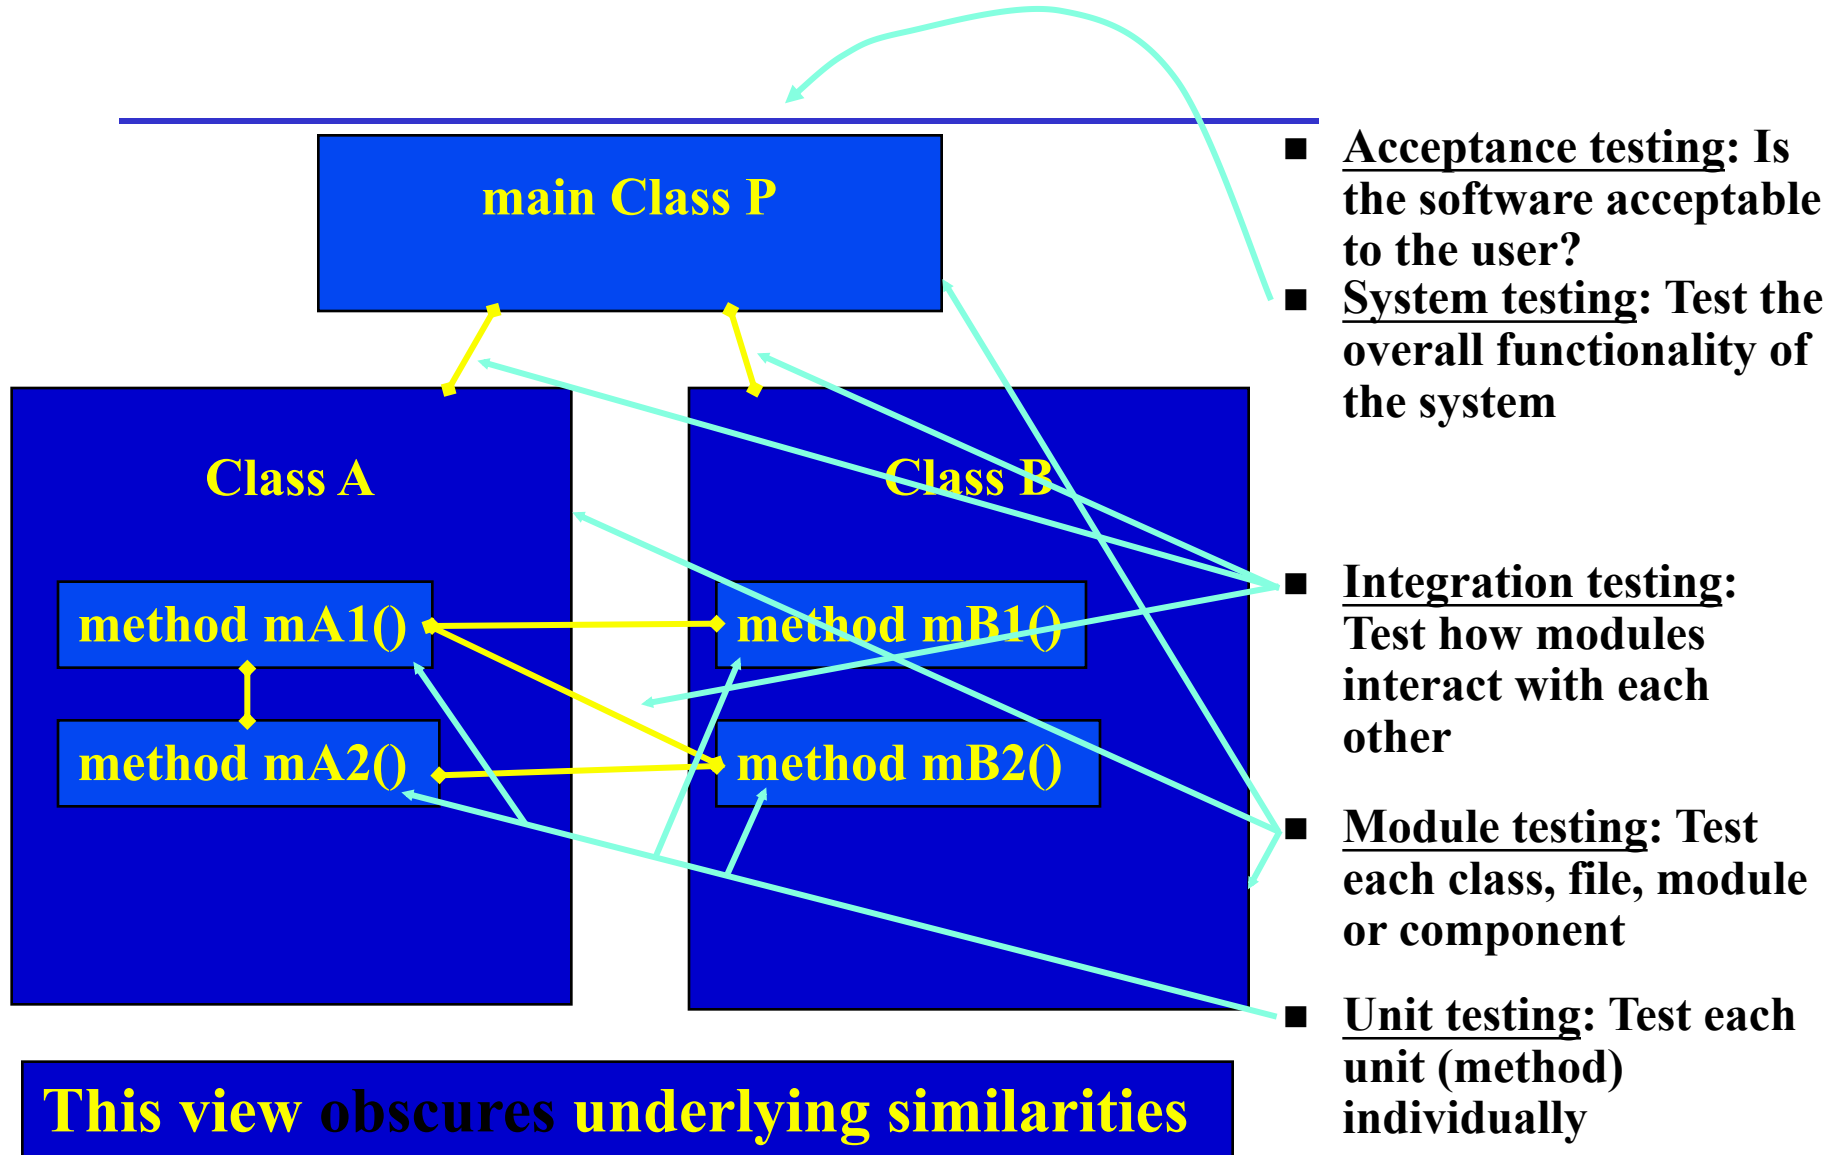 main Class P
Class A
method mA1()
method mA2()
Class B
method mB1()
method mB2()
This view obscures underlying similarities
Acceptance testing: Is
the software acceptable
to the user?
System testing: Test the
overall functionality of
the system
Integration testing:
Test how modules
interact with each
other
Module testing: Test
each class, file, module
or component
Unit testing: Test each
unit (method)
individually